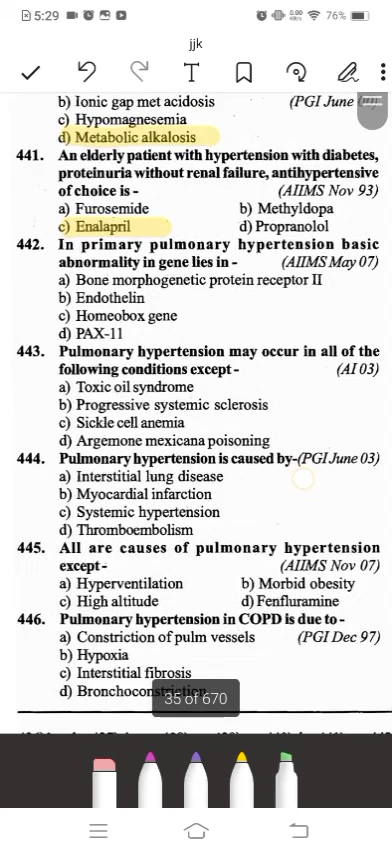 5:29
0.00
KB/s
76%
jjk
T
b) Ionic gap met acidosis (PGI June
c) Hypomagnesemia
d) Metabolic alkalosis
441. An elderly patient with hypertension with diabetes,
proteinuria without renal failure, antihypertensive
of choice is - (AIIMS Nov 93)
a) Furosemide b) Methyldopa
c) Enalapril d) Propranolol
442. In primary pulmonary hypertension basic
abnormality in gene lies in - (AIIMS May 07)
a) Bone morphogenetic protein receptor II
b) Endothelin
c) Homeobox gene
d) PAX-11
443. Pulmonary hypertension may occur in all of the
following conditions except - (AI 03)
a) Toxic oil syndrome
b) Progressive systemic sclerosis
c) Sickle cell anemia
d) Argemone mexicana poisoning
444. Pulmonary hypertension is caused by-(PGI June 03)
a) Interstitial lung disease
b) Myocardial infarction
c) Systemic hypertension
d) Thromboembolism
445. All are causes of pulmonary hypertension
except - (AIIMS Nov 07)
a) Hyperventilation b) Morbid obesity
c) High altitude d) Fenfluramine
446. Pulmonary hypertension in COPD is due to -
a) Constriction of pulm vessels (PGI Dec 97)
b) Hypoxia
c) Interstitial fibrosis
d) Bronchoconstriction
35 of 670